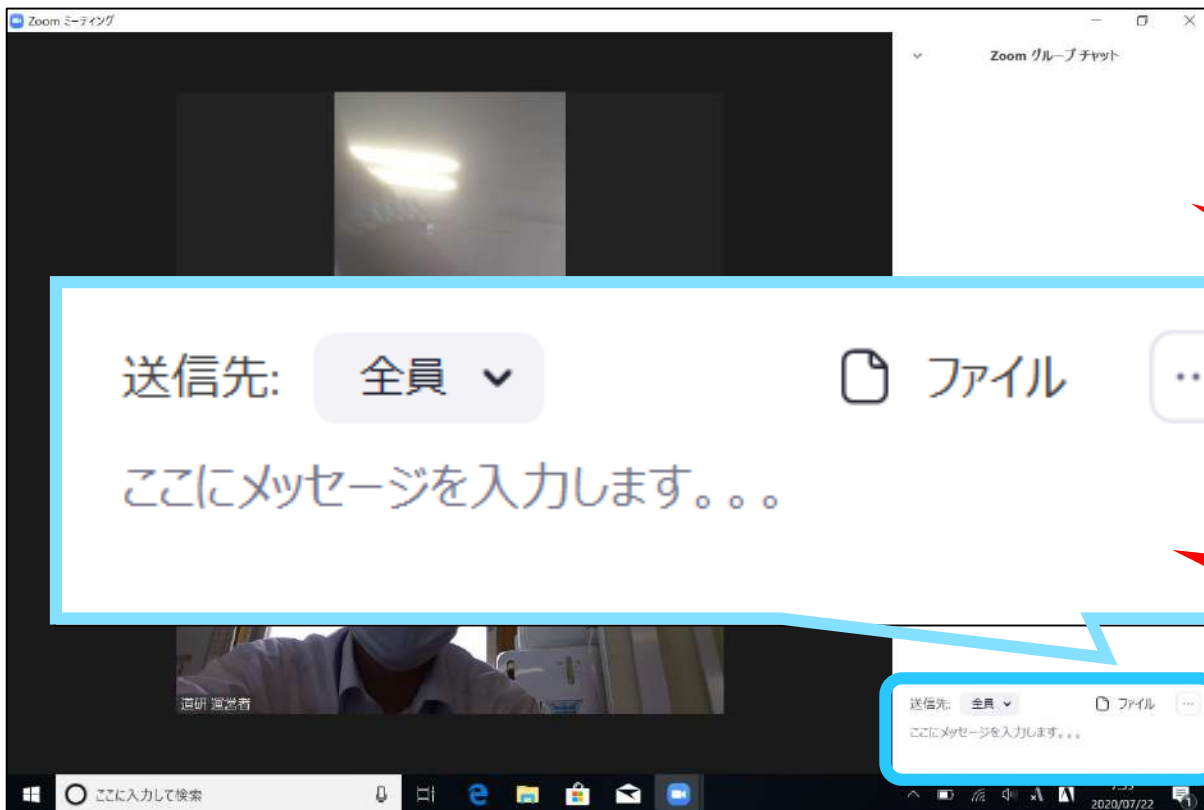 Zoom ミーティング
Zoom グループ チャット
送信先: 全員 ファイル
ここにメッセージを入力します。。。
道研 運営者
送信先: 全員 ファイル
ここにメッセージを入力します。。。
ここに入力して検索
2020/07/22